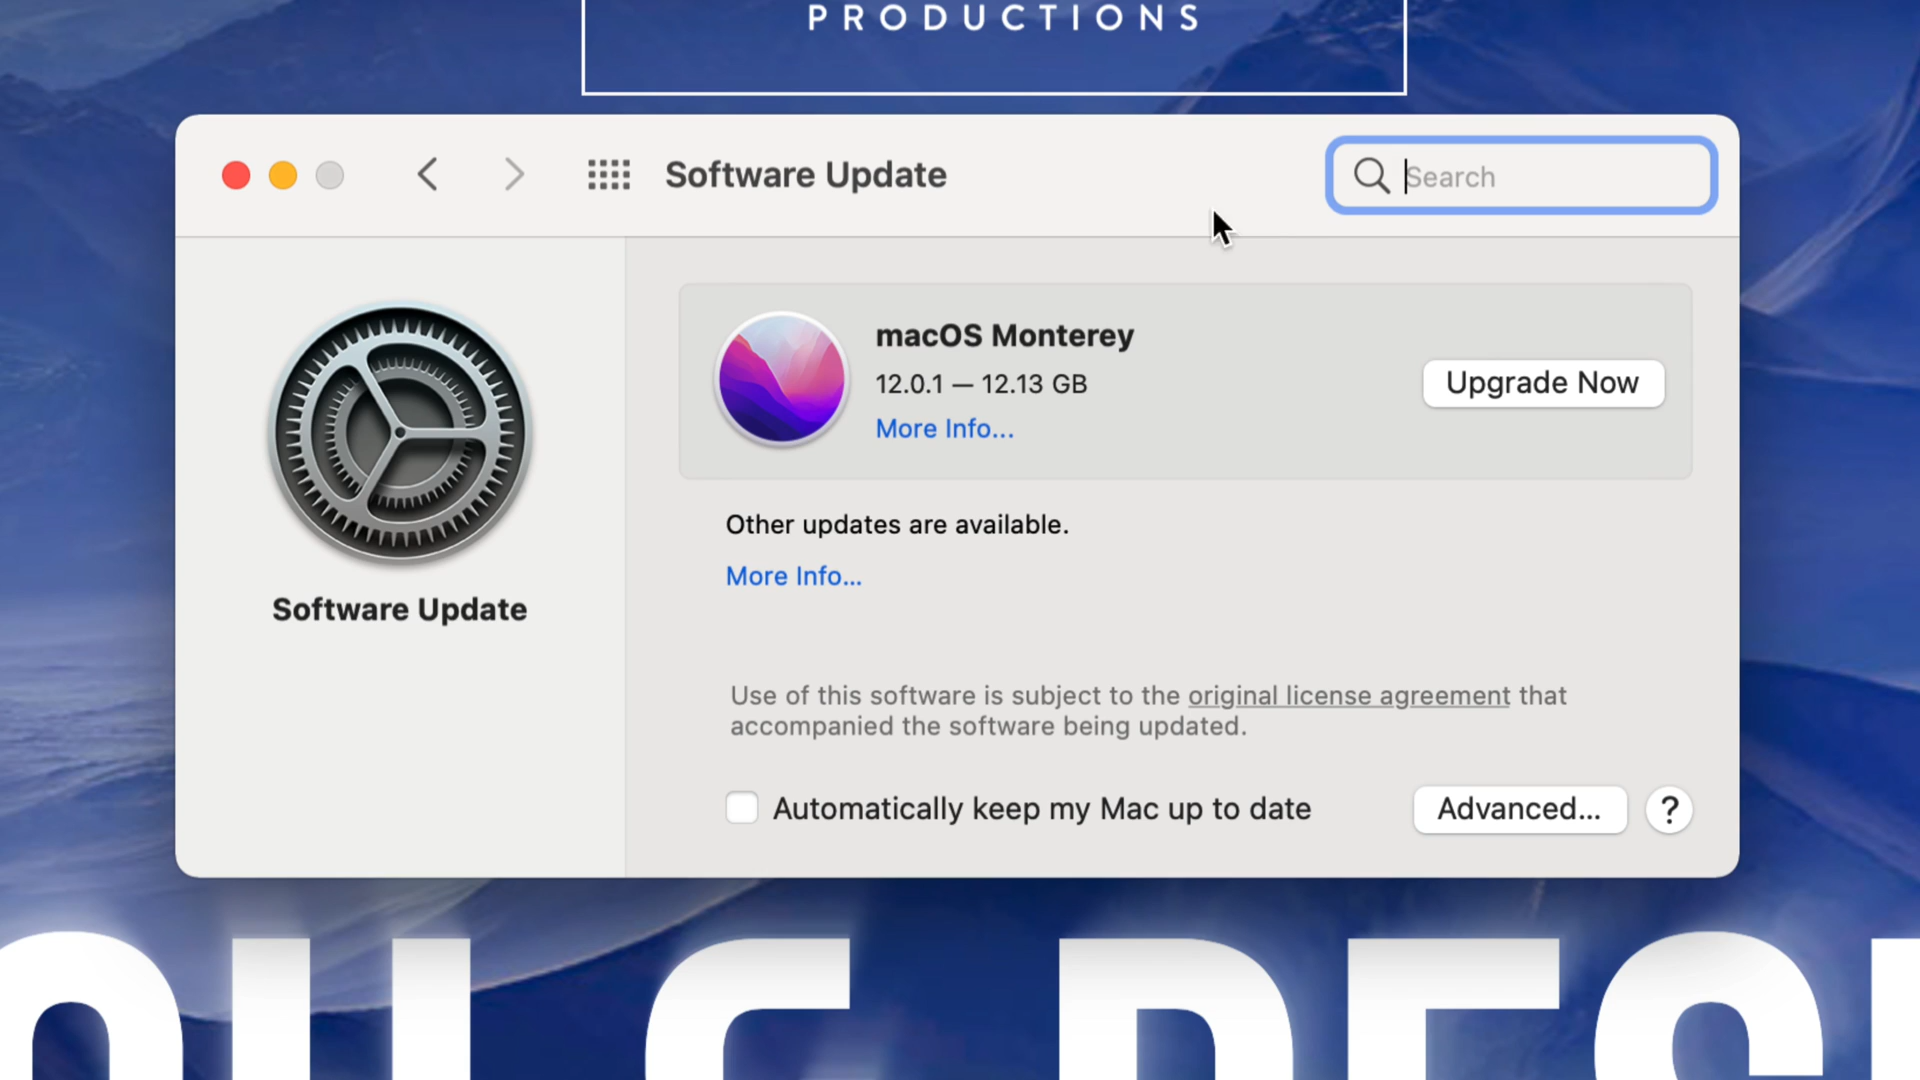 PRODUCTIONS
Software Update
Search
macOS Monterey
12.0.1 — 12.13 GB
Upgrade Now
More Info...
Other updates are available.
More Info...
Software Update
Use of this software is subject to the original license agreement that
accompanied the software being updated.
Automatically keep my Mac up to date
Advanced...
?